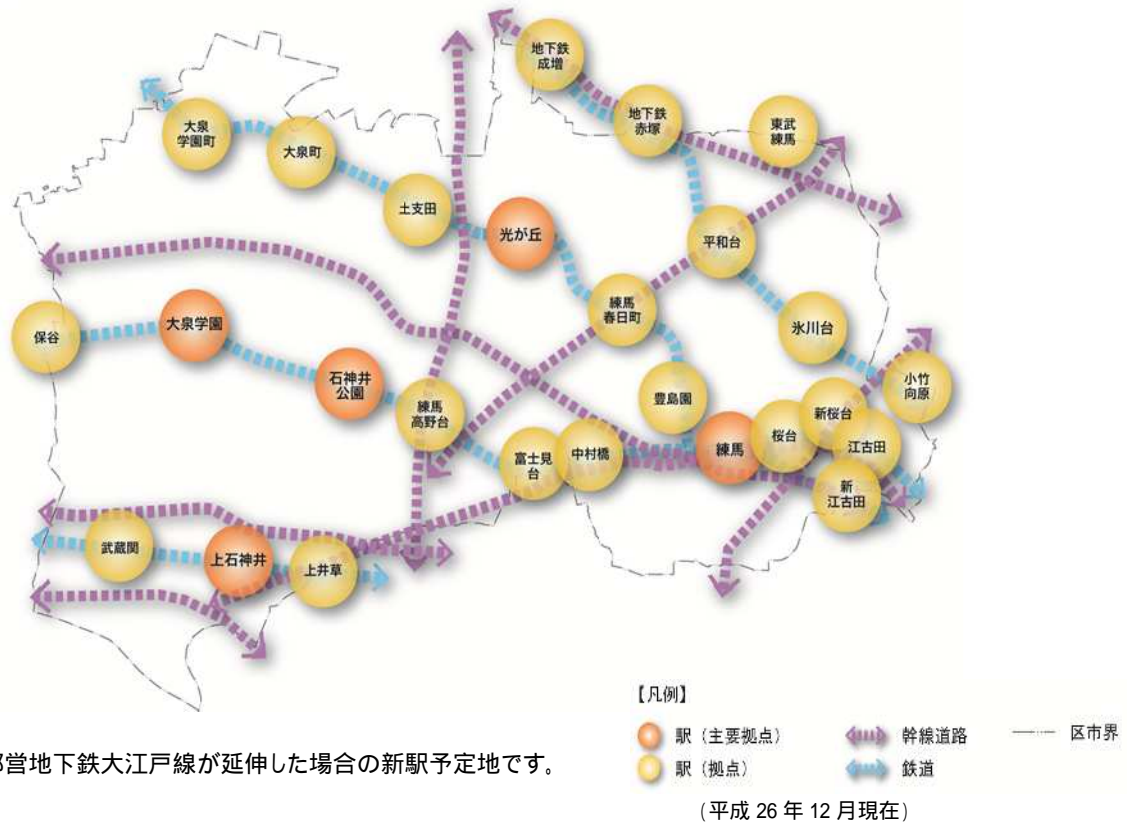 地下鉄
成増
地下鉄
赤塚
東武
練馬
大泉
学園町
大泉町
土支田
光が丘
平和台
練馬
春日町
氷川台
保谷
大泉学園
石神井
公園
練馬
高野台
豊島園
小竹
向原
新桜台
桜台
江古田
練馬
中村橋
富士見
台
新
江古田
武蔵関
上石神井
上井草
【凡例】
駅（主要拠点） 幹線道路 区市界
駅（拠点） 鉄道
営地下鉄大江戸線が延伸した場合の新駅予定地です。
(平成 26 年 12 月現在)